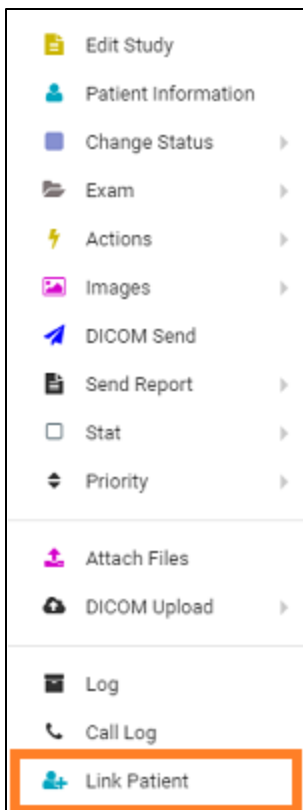 Edit Study
Patient Information
Change Status
Exam
Actions
Images
DICOM Send
Send Report
Stat
Priority
Attach Files
DICOM Upload
Log
Call Log
Link Patient